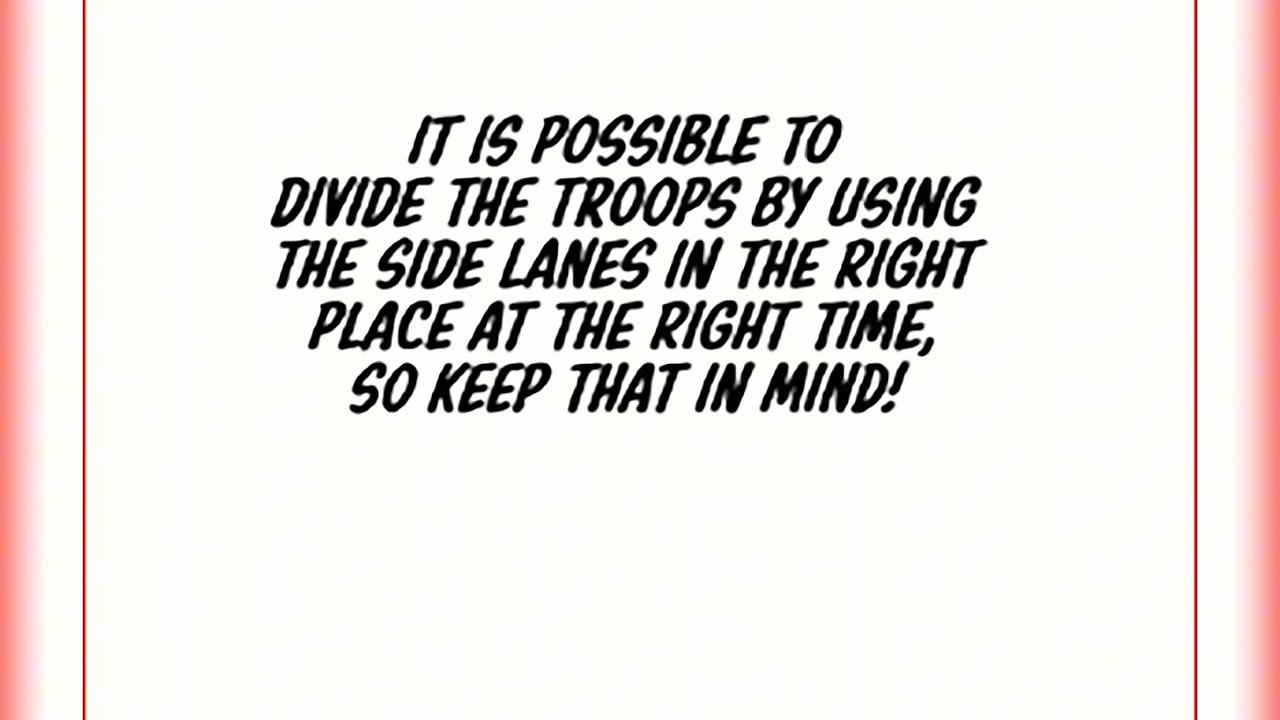 IT IS POSSIBLE TO
DIVIDE THE TROOPS BY USING
THE SIDE LANES IN THE RIGHT
PLACE AT THE RIGHT TIME,
SO KEEP THAT IN MIND!